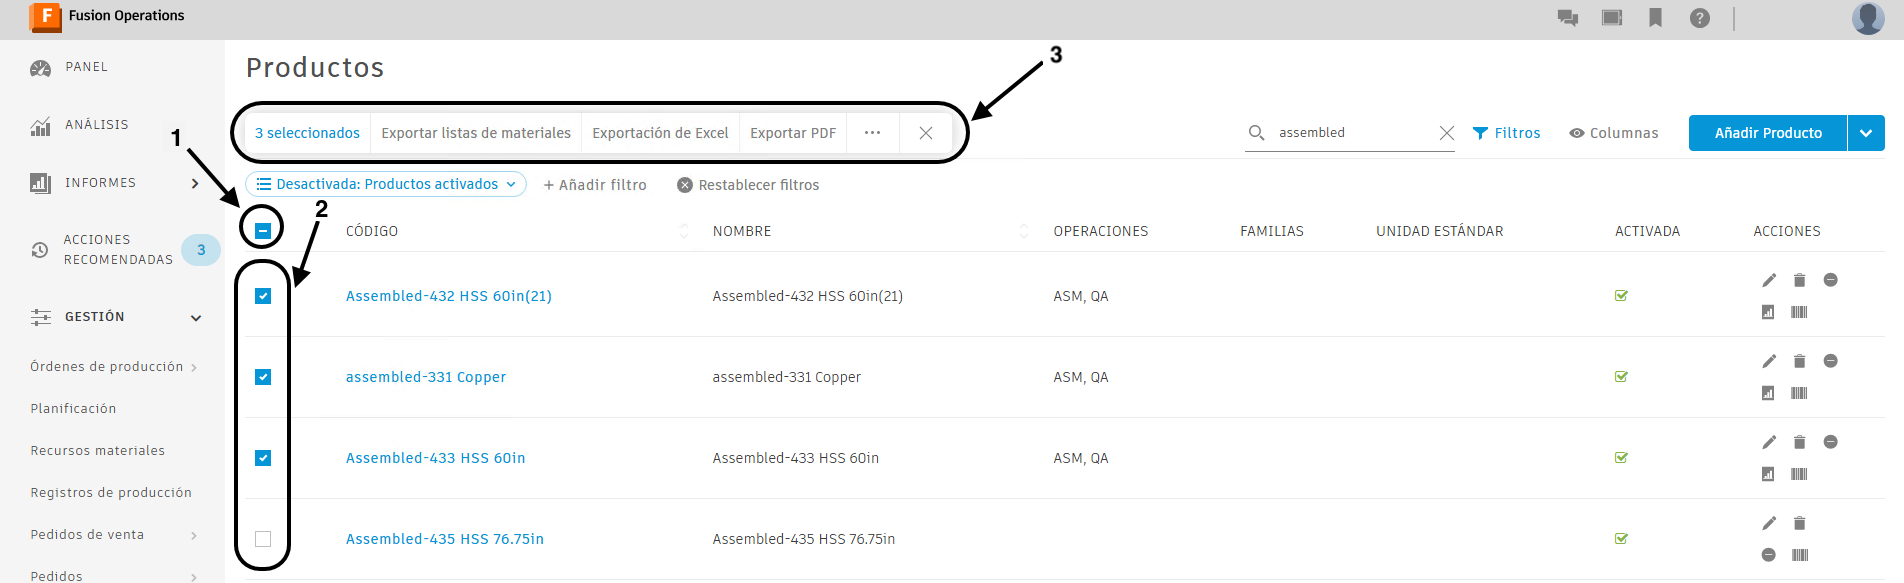 F Fusion Operations
?
PANEL
ANÁLISIS
INFORMES
ACCIONES
RECOMENDADAS
3
GESTIÓN
Órdenes de producción
Planificación
Recursos materiales
Registros de producción
Pedidos de venta
Pedidos
Productos
3
1
2
3 seleccionados Exportar listas de materiales Exportación de Excel Exportar PDF ...
assembled
Filtros
Columnas
Añadir Producto
Desactivada: Productos activados
+ Añadir filtro
Restablecer filtros
CÓDIGO NOMBRE OPERACIONES FAMILIAS UNIDAD ESTÁNDAR ACTIVADA ACCIONES
Assembled-432 HSS 60in(21) Assembled-432 HSS 60in(21) ASM, QA
assembled-331 Copper assembled-331 Copper ASM, QA
Assembled-433 HSS 60in Assembled-433 HSS 60in ASM, QA
Assembled-435 HSS 76.75in Assembled-435 HSS 76.75in